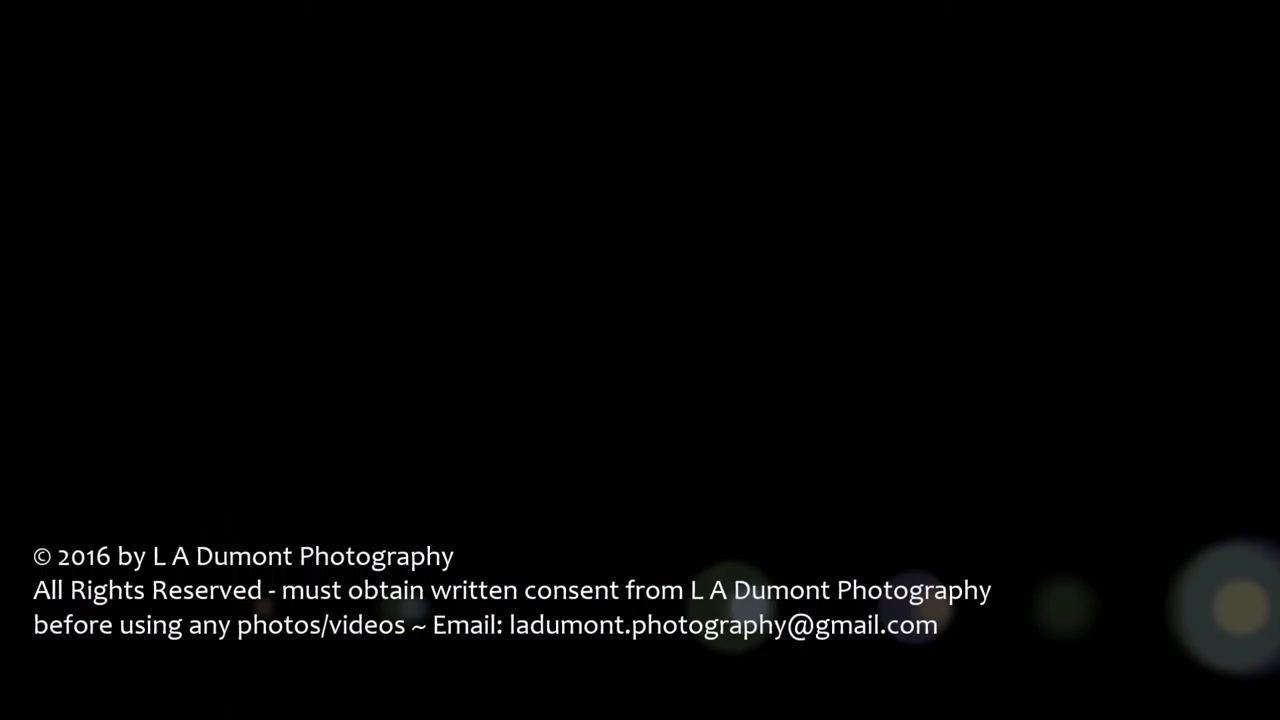 © 2016 by L A Dumont Photography
All Rights Reserved - must obtain written consent from L A Dumont Photography
before using any photos/videos ~ Email: ladumont.photography@gmail.com